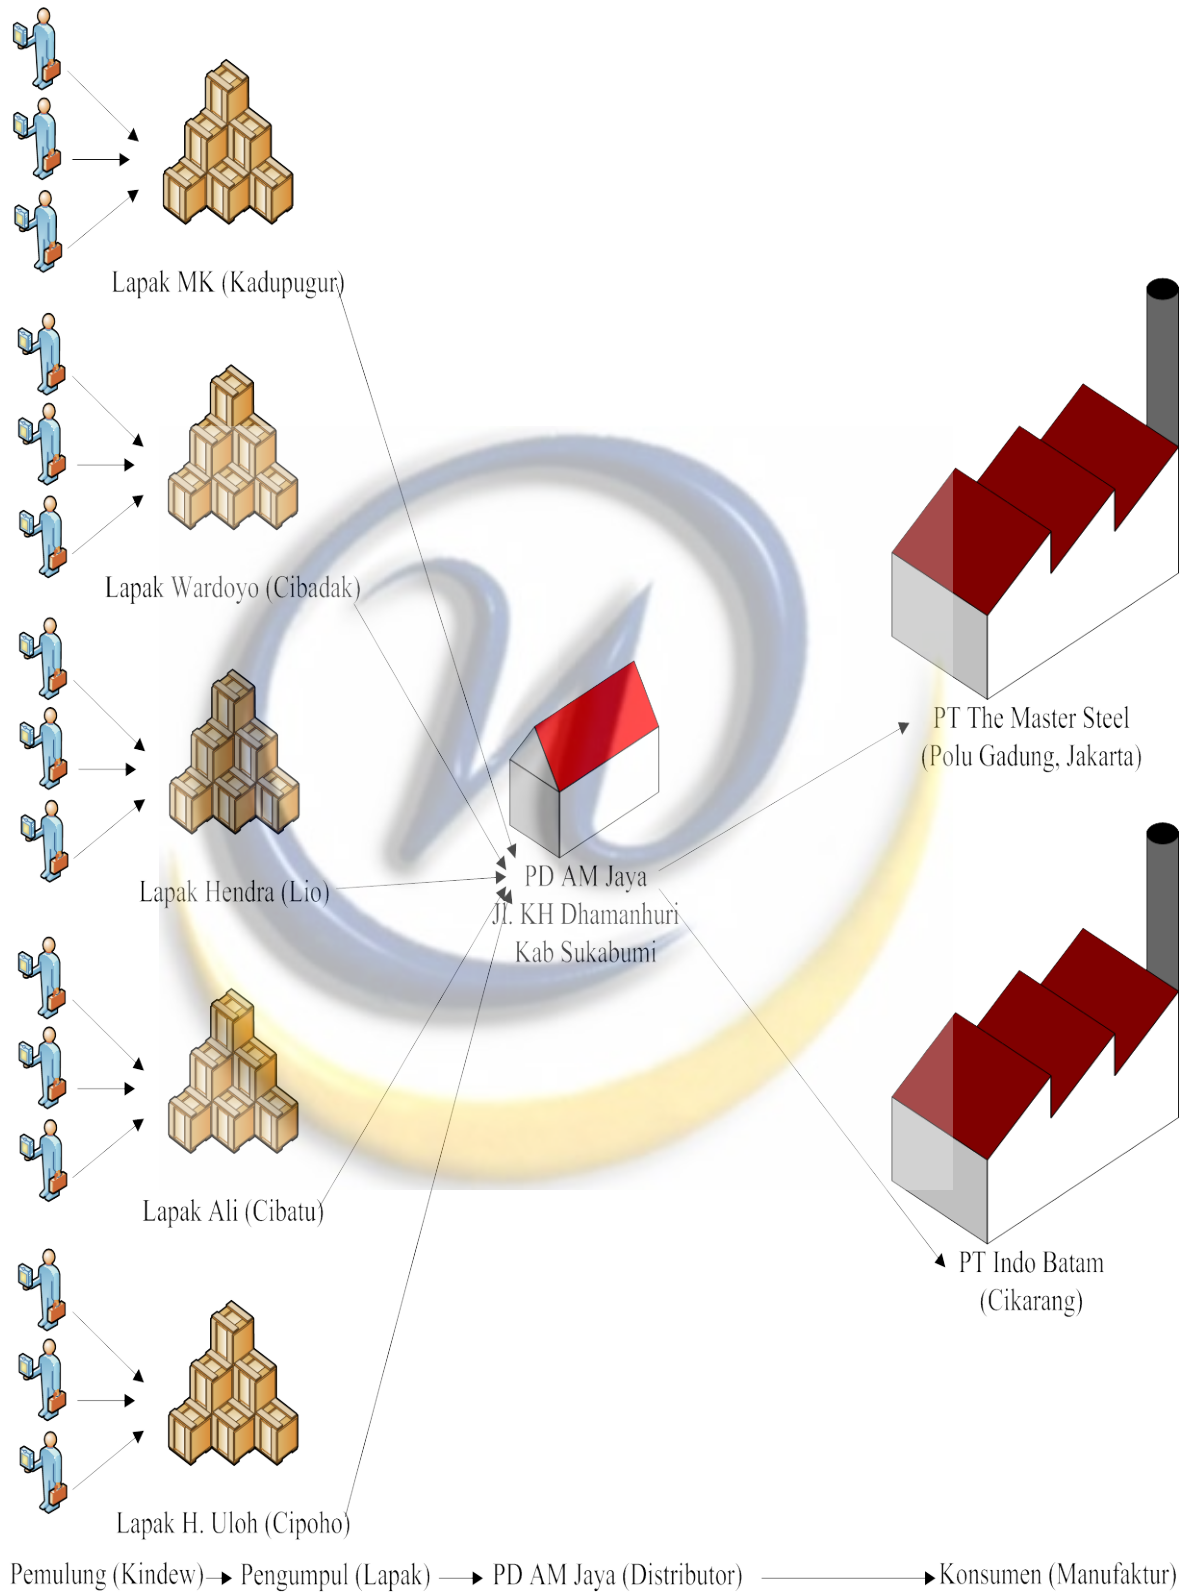 Lapak MK (Kadupugur)
Lapak Wardoyo (Cibadak)
Lapak Hendra (Lio)
Lapak Ali (Cibatu)
Lapak H. Uloh (Cipoho)
PD AM Jaya
Jl. KH Dhamanhuri
Kab Sukabumi
PT The Master Steel
(Polu Gadung, Jakarta)
PT Indo Batam
(Cikarang)
Pemulung (Kindew) Pengumpul (Lapak) PD AM Jaya (Distributor) Konsumen (Manufaktur)